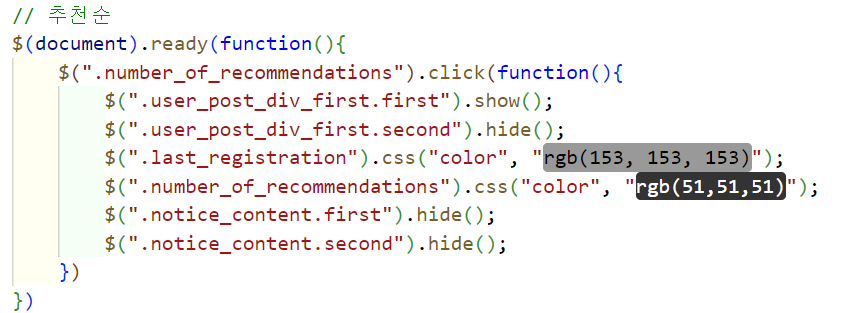 // 추천순
$(document).ready(function(){
$(".number_of_recommendations").click(function(){
$(".user_post_div_first.first").show();
$(".user_post_div_first.second").hide();
$(".last_registration").css("color", "rgb(153, 153, 153)");
$(".number_of_recommendations").css("color", "rgb(51,51,51)");
$(".notice_content.first").hide();
$(".notice_content.second").hide();
})
})